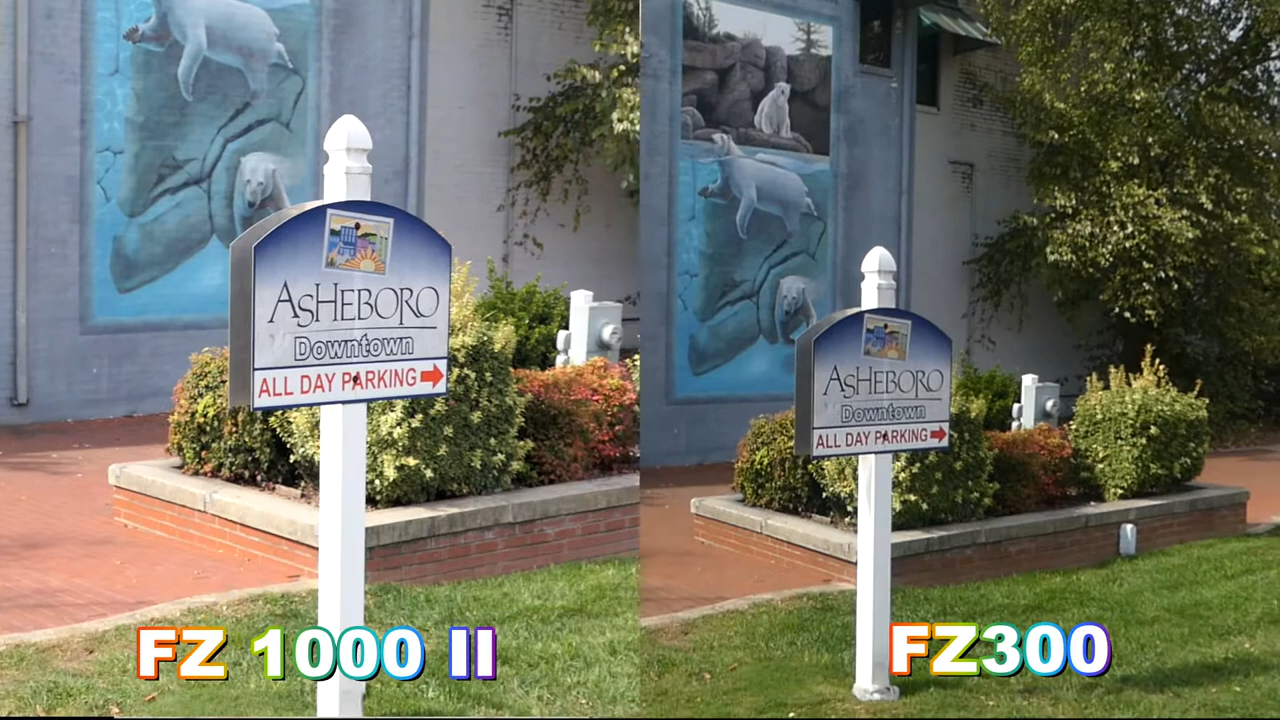 ASHEBORO
Downtown
ALL DAY PARKING
FZ 1000 II
ASHEBORO
Downtown
ALL DAY PARKING
FZ300